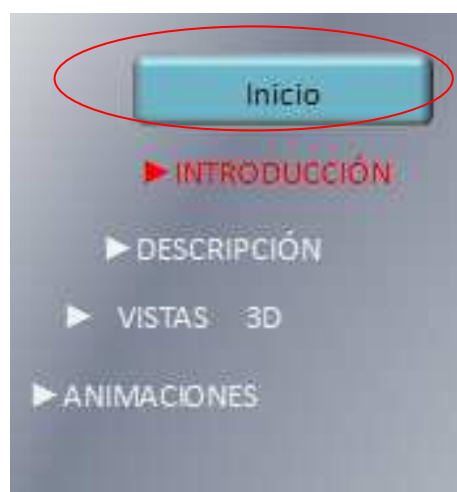 Inicio
INTRODUCCIÓN
DESCRIPCIÓN
VISTAS 3D
ANIMACIONES